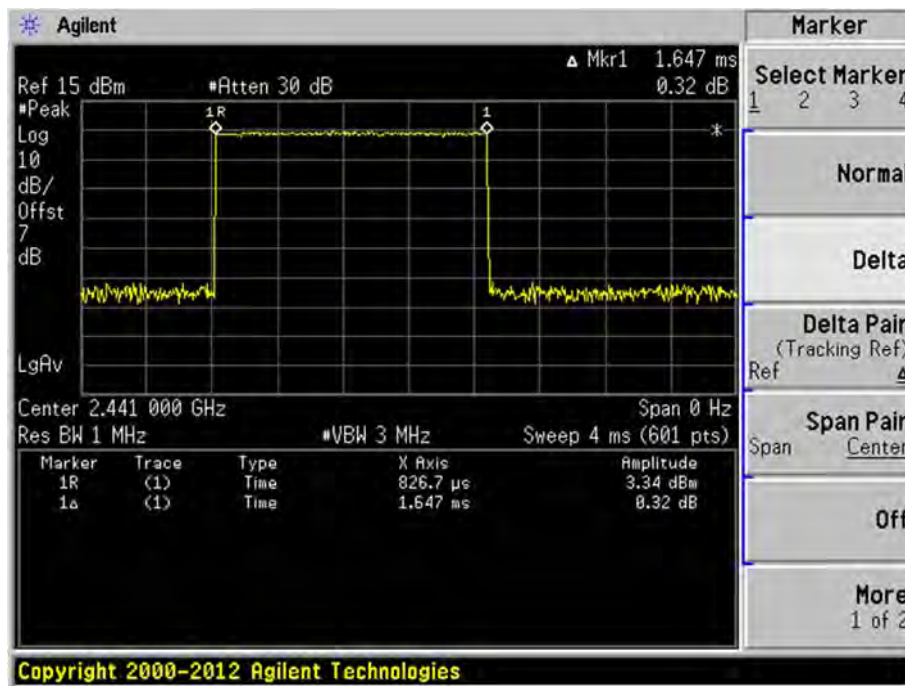 Agilent
Marker
Δ Mkr1 1.647 ms
Ref 15 dBm #Atten 30 dB 0.32 dB
#Peak
Log
10
dB/
Offst
7
dB
LgAv
1R 1
*
Center 2.441 000 GHz Span 0 Hz
Res BW 1 MHz #VBW 3 MHz Sweep 4 ms (601 pts)
Marker Trace Type X Axis Amplitude
1R (1) Time 826.7 µs 3.34 dBm
1Δ (1) Time 1.647 ms 0.32 dB
Select Marker
1 2 3 4
Normal
Delta
Delta Pair
(Tracking Ref)
Ref Δ
Span Pair
Span Center
Off
More
1 of 2
Copyright 2000-2012 Agilent Technologies